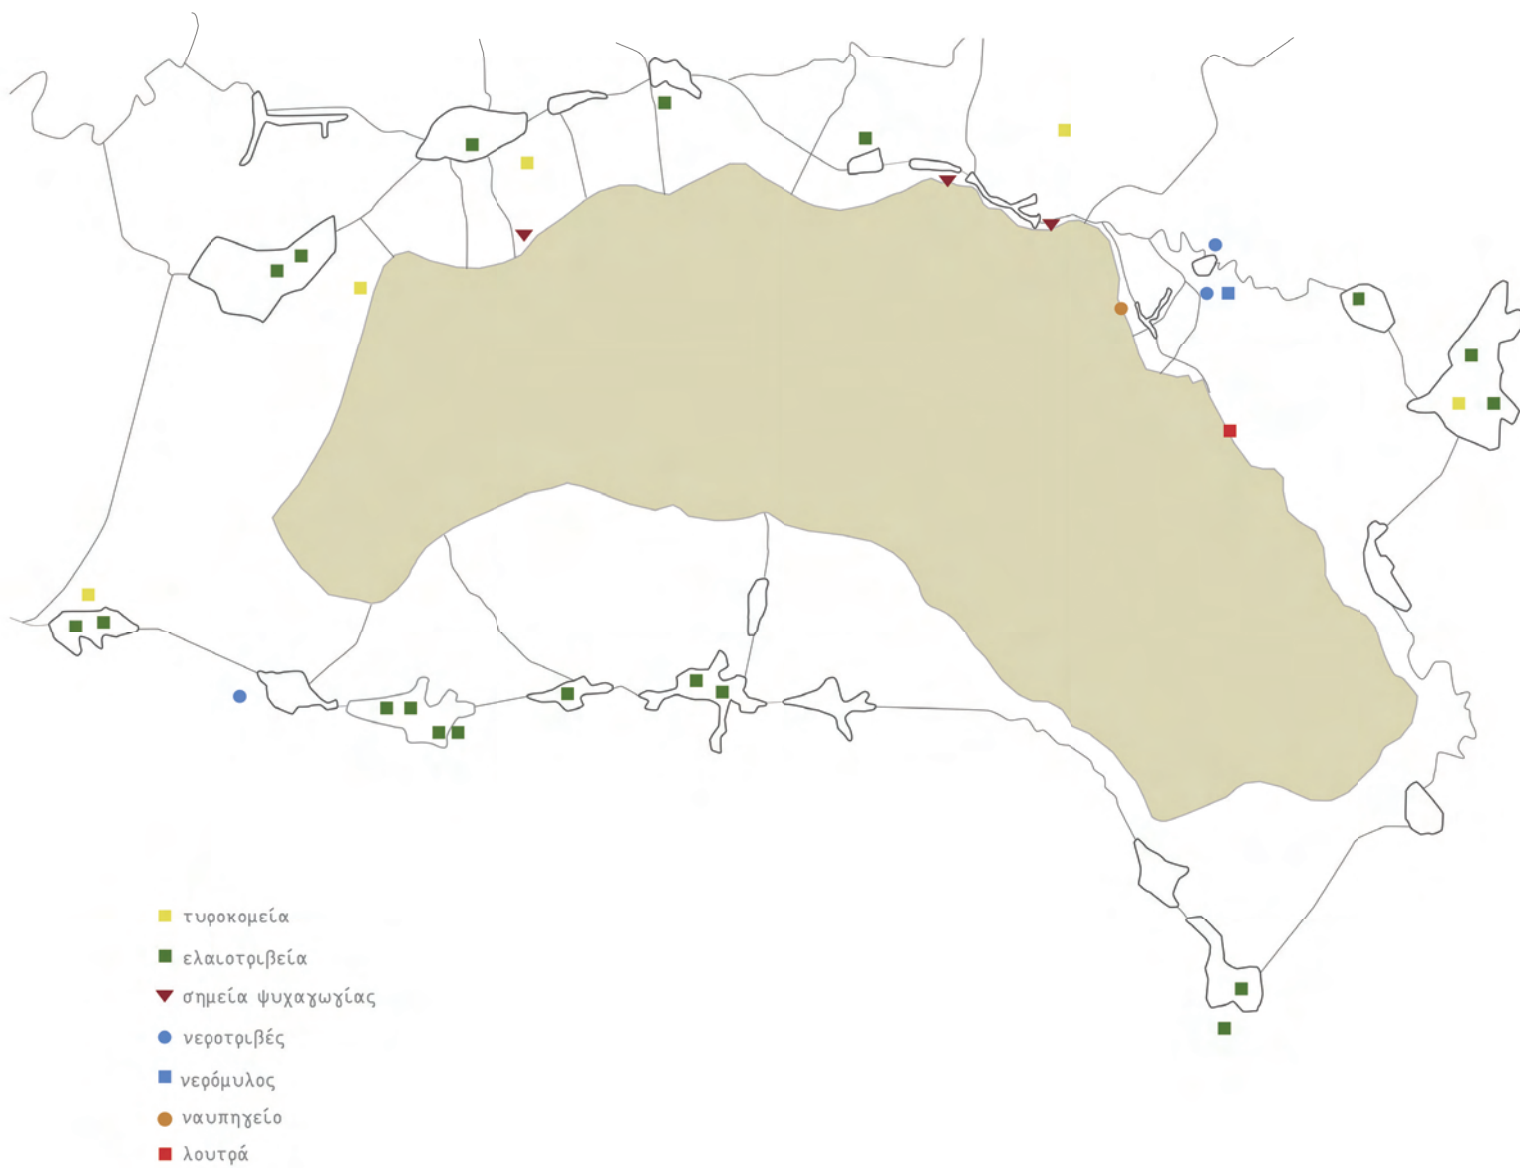 τυροκομεία
ελαιοτριβεία
σημεία ψυχαγωγίας
νεροτριβές
νερόμυλος
ναυπηγείο
λουτρά